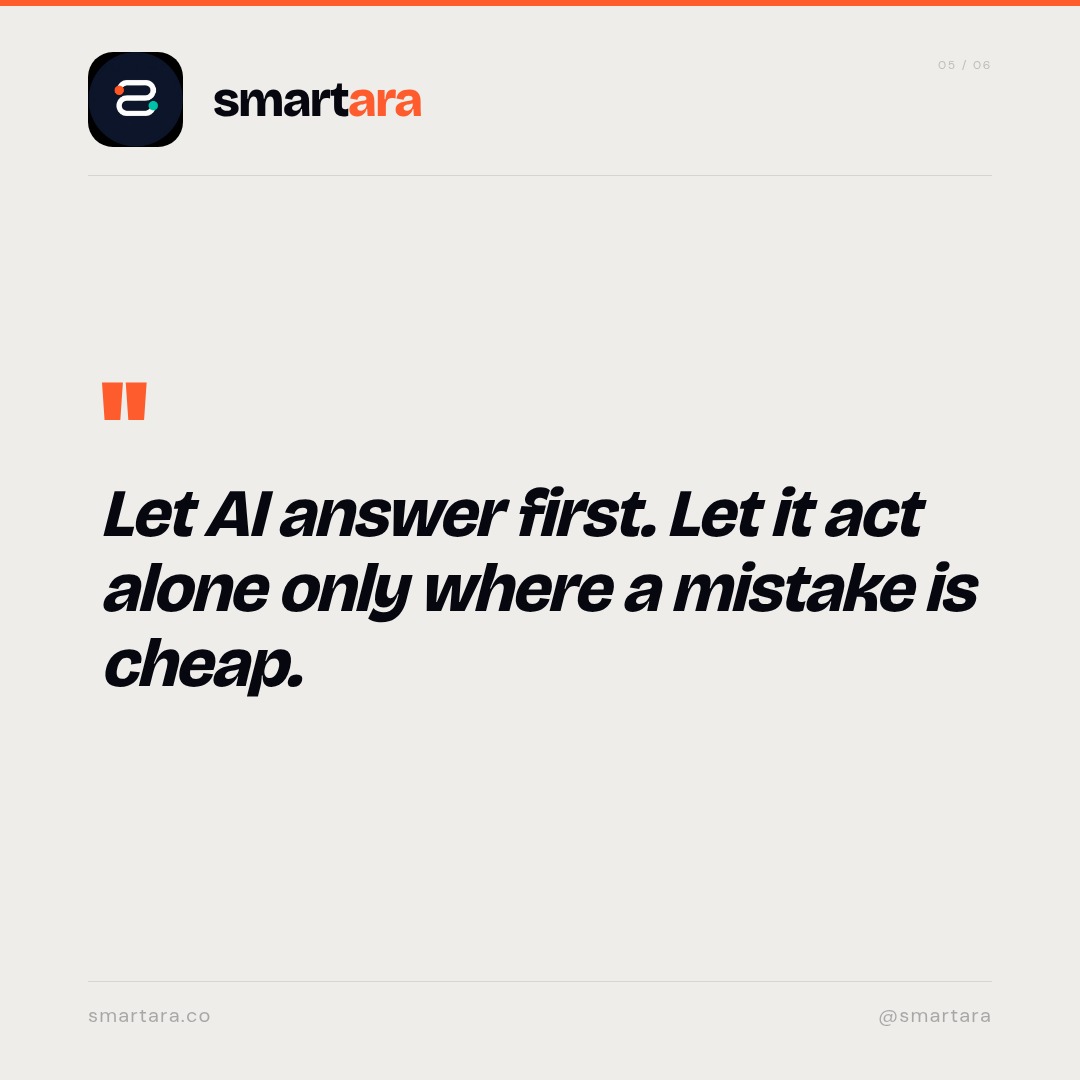 smartara
05 / 06
"
Let AI answer first. Let it act
alone only where a mistake is
cheap.
smartara.co
@smartara